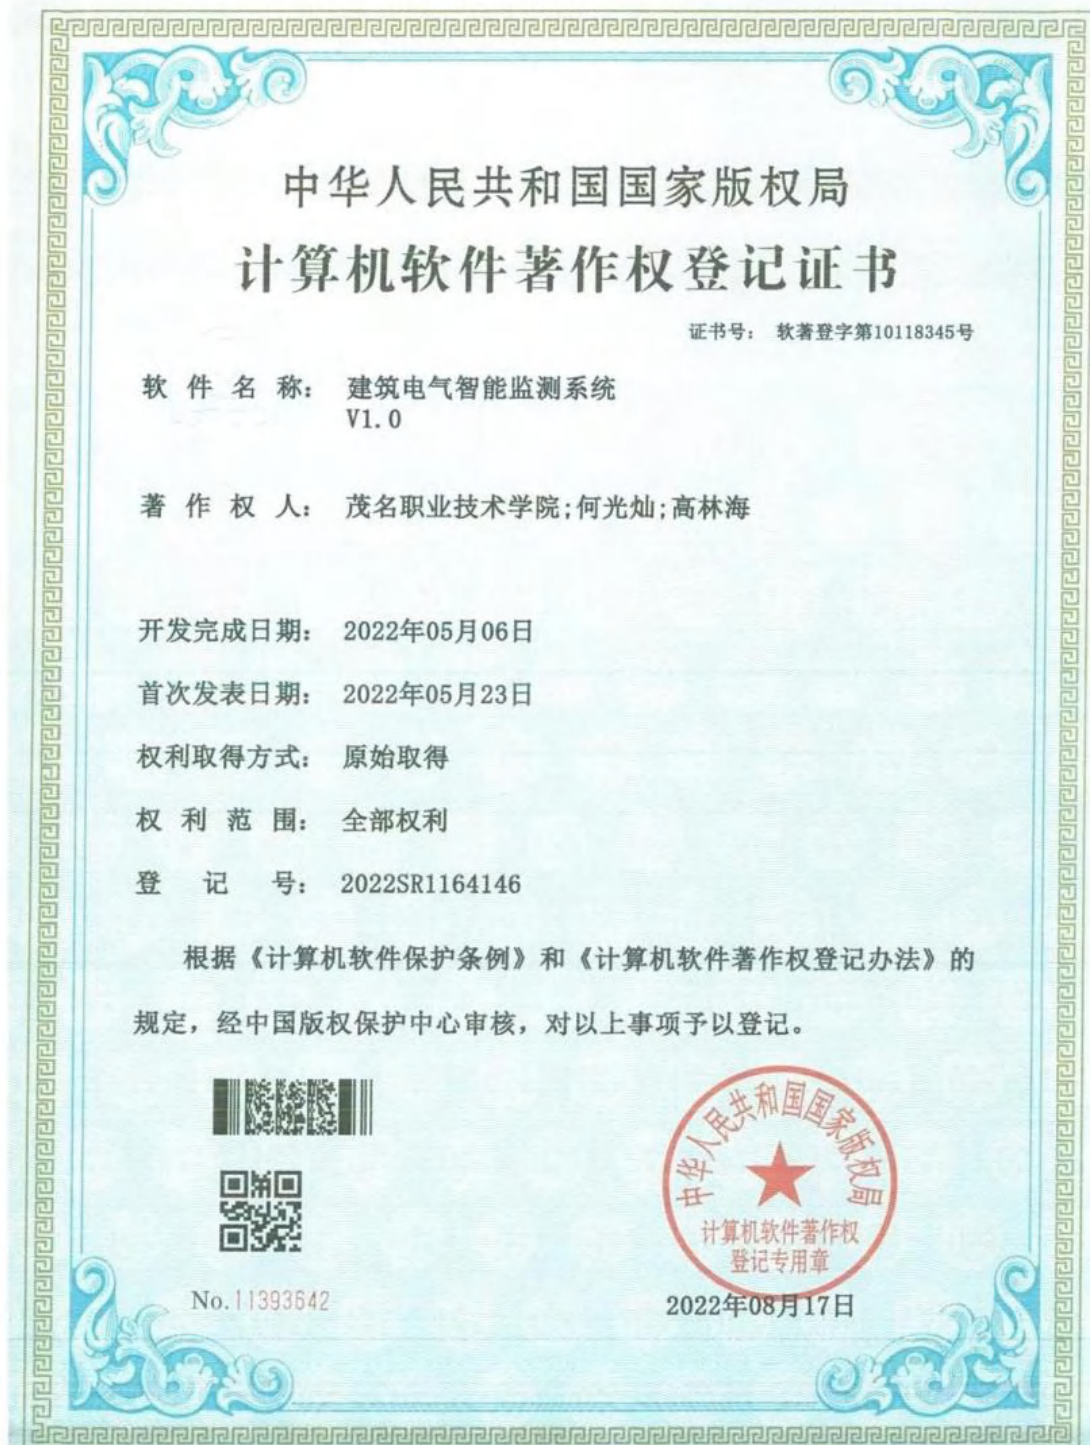 中华人民共和国国家版权局
计算机软件著作权登记证书
证书号： 软著登字第10118345号
软件名称： 建筑电气智能监测系统
V1.0
著作权人： 茂名职业技术学院;何光灿;高林海
开发完成日期： 2022年05月06日
首次发表日期： 2022年05月23日
权利取得方式： 原始取得
权利范围： 全部权利
登记号： 2022SR1164146
根据《计算机软件保护条例》和《计算机软件著作权登记办法》的
规定，经中国版权保护中心审核，对以上事项予以登记。
中华人民共和国国家版权局
计算机软件著作权
登记专用章
No.11393642
2022年08月17日